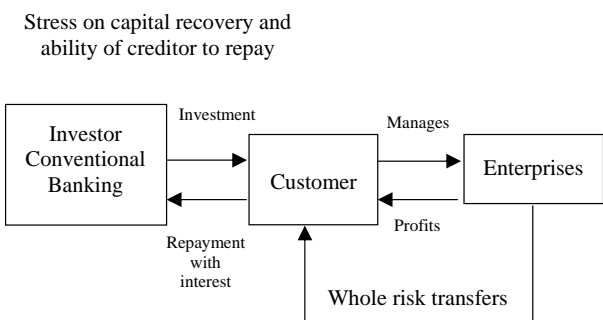 Stress on capital recovery and
ability of creditor to repay
Investor
Conventional
Banking
Investment
Repayment
with
interest
Customer
Manages
Profits
Enterprises
Whole risk transfers